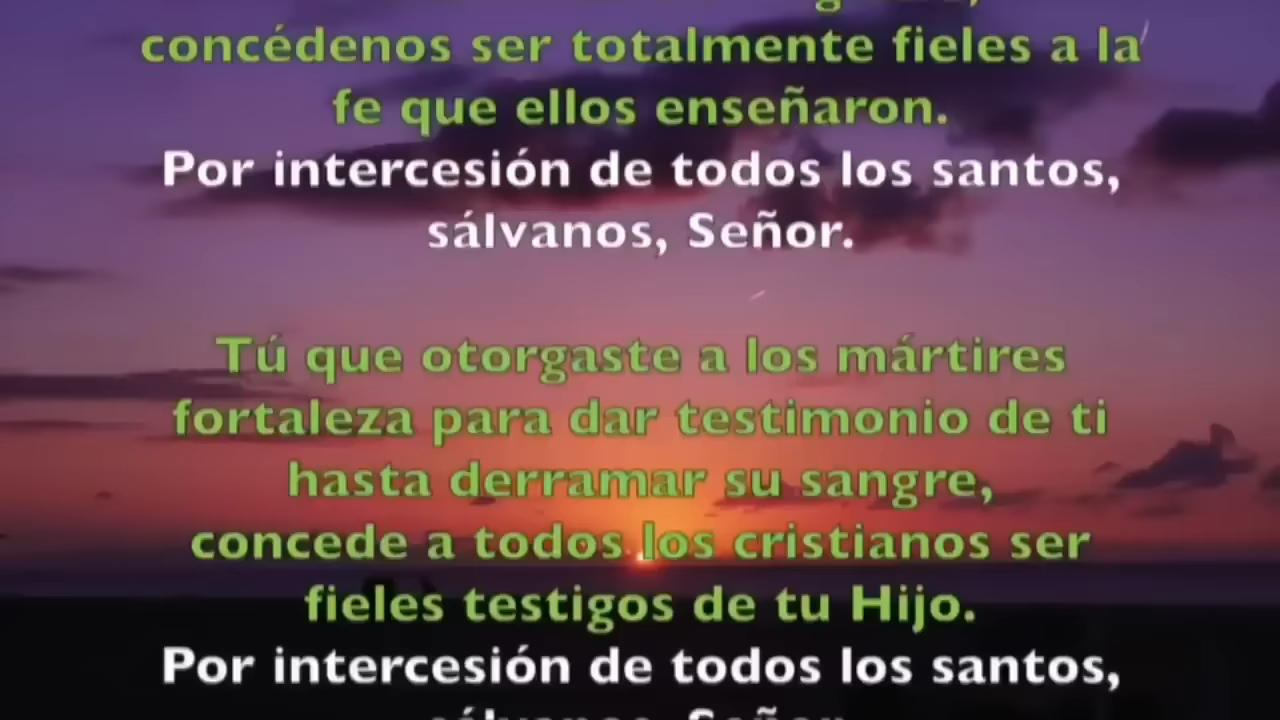 concédenos ser totalmente fieles a la
fe que ellos enseñaron.
Por intercesión de todos los santos,
sálvanos, Señor.
Tú que otorgaste a los mártires
fortaleza para dar testimonio de ti
hasta derramar su sangre,
concede a todos los cristianos ser
fieles testigos de tu Hijo.
Por intercesión de todos los santos,
sálvanos, Señor.